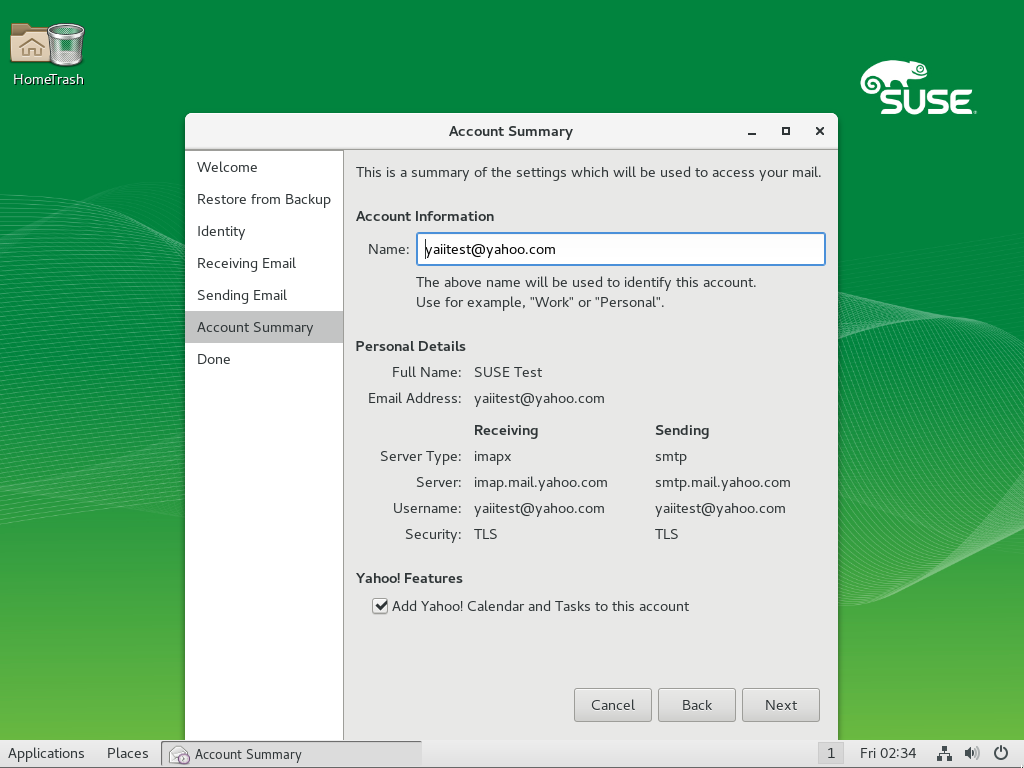 Home Trash
SUSE
Account Summary
Welcome
Restore from Backup
Identity
Receiving Email
Sending Email
Account Summary
Done
This is a summary of the settings which will be used to access your mail.
Account Information
Name: yaiitest@yahoo.com
The above name will be used to identify this account.
Use for example, "Work" or "Personal".
Personal Details
Full Name: SUSE Test
Email Address: yaiitest@yahoo.com
Receiving Sending
Server Type: imapx smtp
Server: imap.mail.yahoo.com smtp.mail.yahoo.com
Username: yaiitest@yahoo.com yaiitest@yahoo.com
Security: TLS TLS
Yahoo! Features
Add Yahoo! Calendar and Tasks to this account
Cancel Back Next
Applications Places Account Summary 1 Fri 02:34